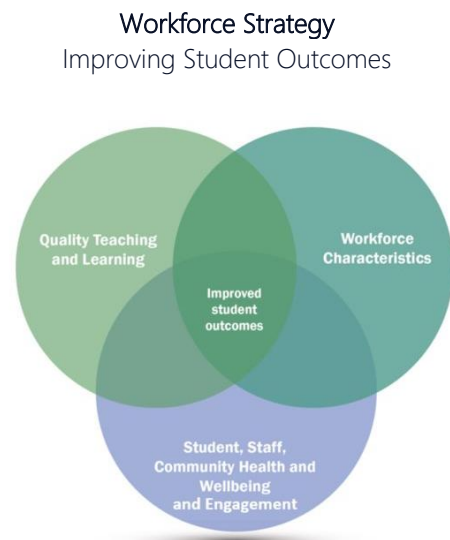 Workforce Strategy
Improving Student Outcomes
Quality Teaching
and Learning
Workforce
Characteristics
Improved
student
outcomes
Student, Staff,
Community Health and
Wellbeing
and Engagement